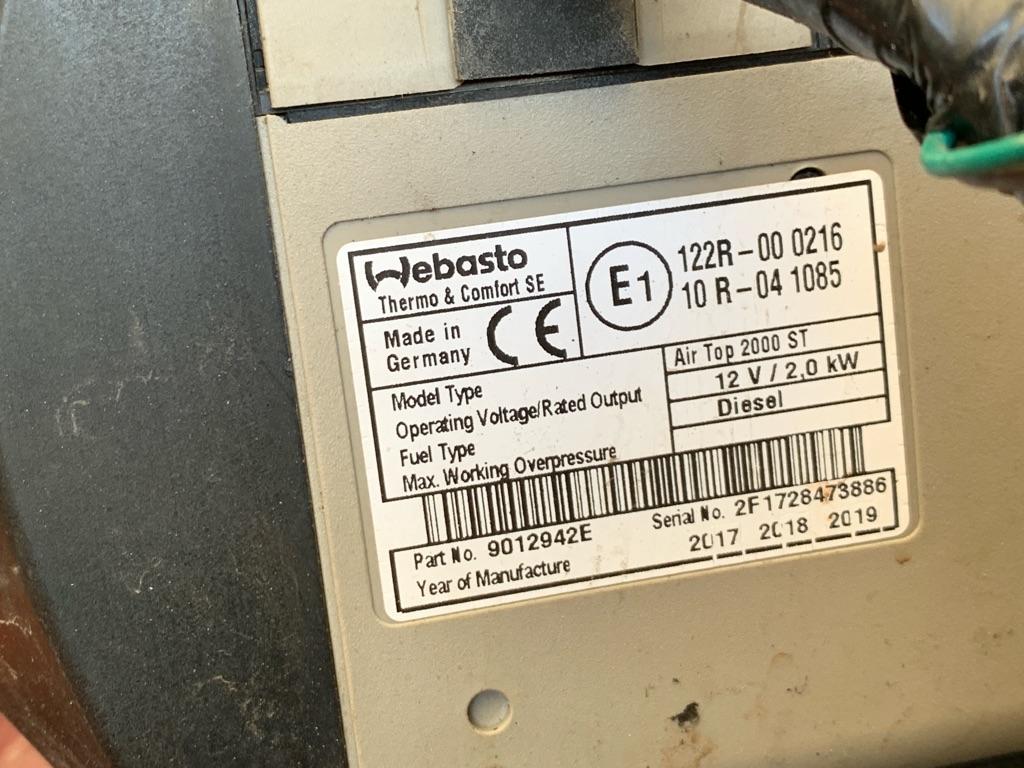 Webasto
Thermo & Comfort SE
Made in
Germany
CE
E1
122R-00 0216
10 R-04 1085
Model Type
Air Top 2000 ST
Operating Voltage/Rated Output
12 V / 2,0 kW
Fuel Type
Diesel
Max. Working Overpressure
Part No. 9012942E
Serial No. 2F1728473886
Year of Manufacture
2017 2018 2019